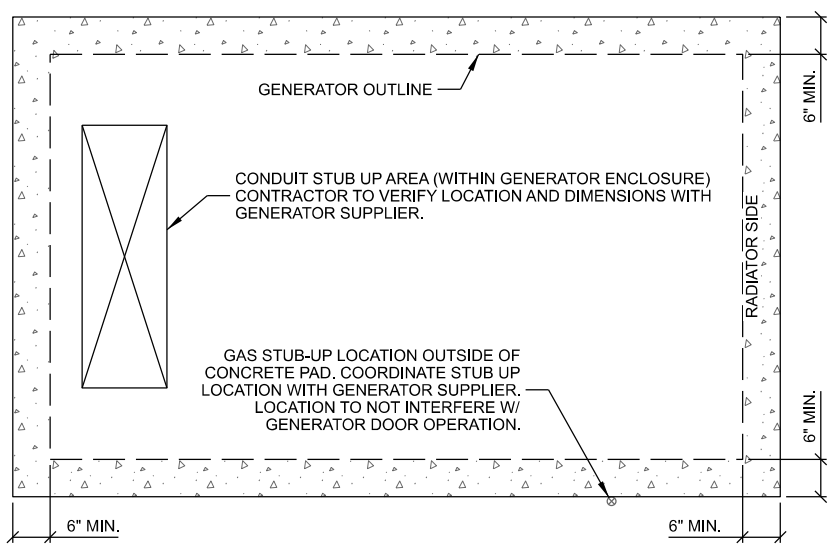 GENERATOR OUTLINE
6" MIN.
CONDUIT STUB UP AREA (WITHIN GENERATOR ENCLOSURE)
CONTRACTOR TO VERIFY LOCATION AND DIMENSIONS WITH
GENERATOR SUPPLIER.
RADIATOR SIDE
GAS STUB-UP LOCATION OUTSIDE OF
CONCRETE PAD. COORDINATE STUB UP
LOCATION WITH GENERATOR SUPPLIER.
LOCATION TO NOT INTERFERE W/
GENERATOR DOOR OPERATION.
6" MIN.
6" MIN.
6" MIN.